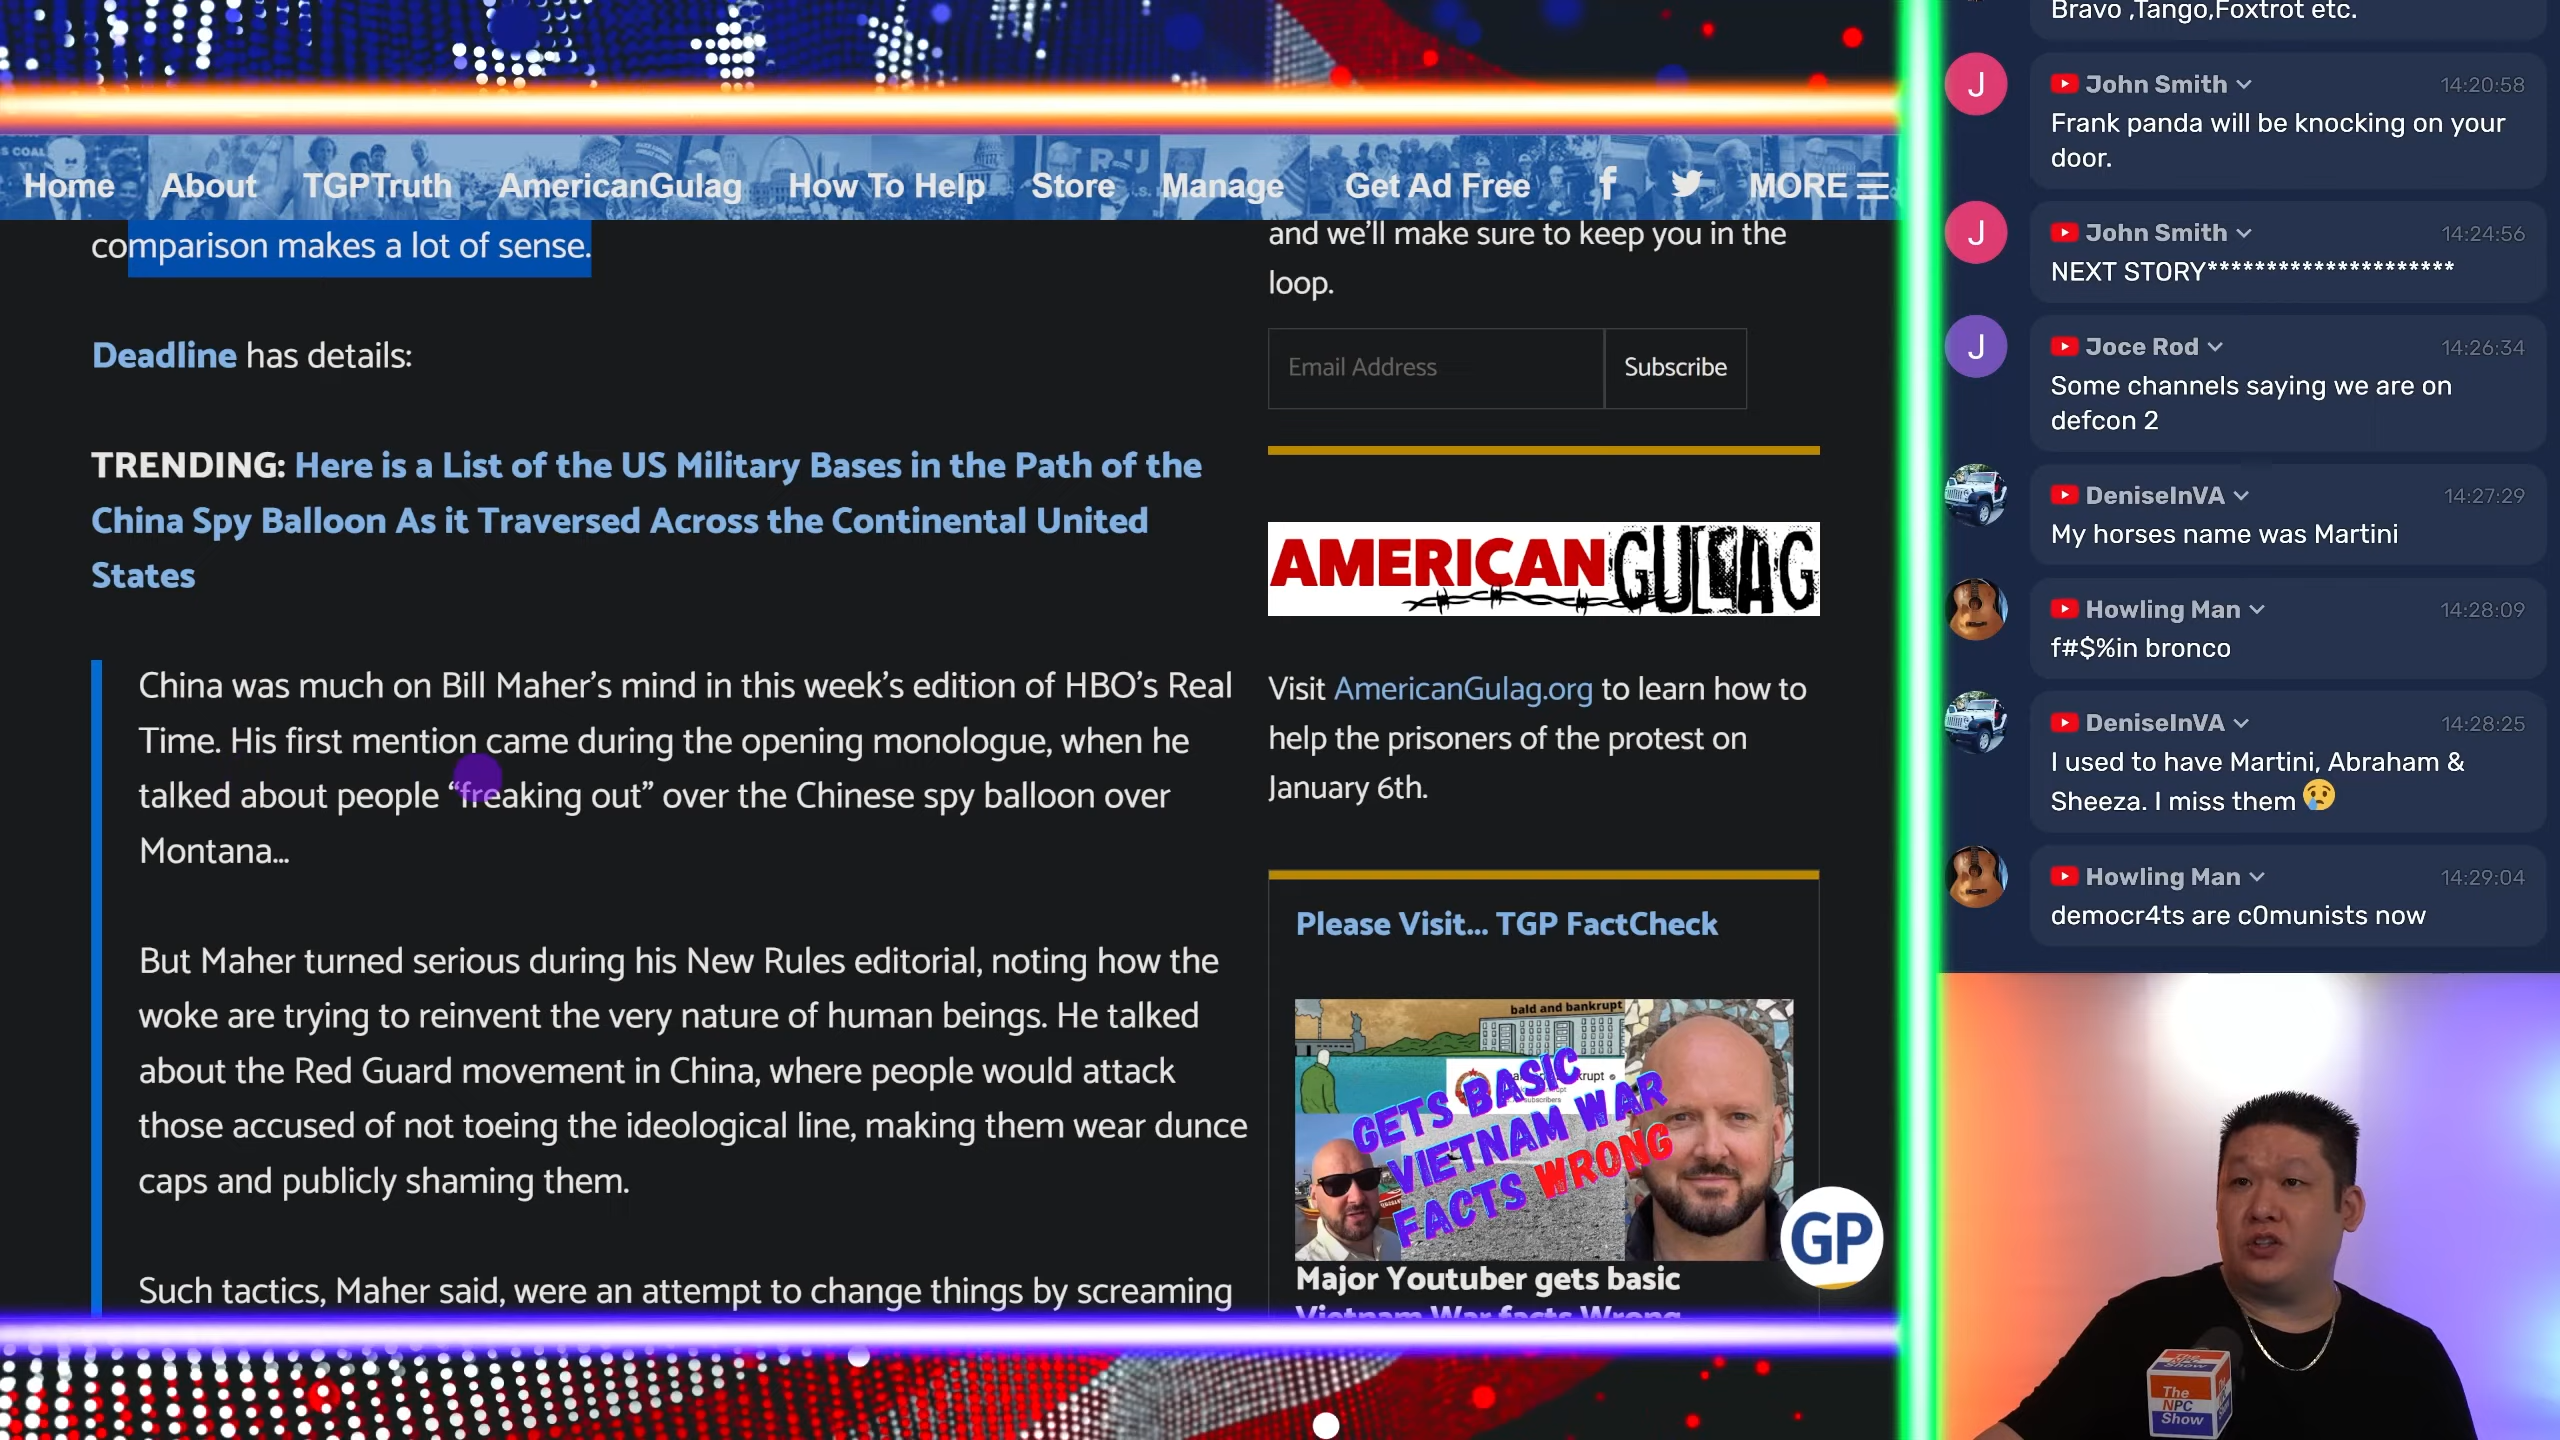 Home About TGPTruth AmericanGulag How To Help Store Manage Get Ad Free MORE
comparison makes a lot of sense.
Deadline has details:
TRENDING: Here is a List of the US Military Bases in the Path of the
China Spy Balloon As it Traversed Across the Continental United
States
China was much on Bill Maher’s mind in this week’s edition of HBO’s Real
Time. His first mention came during the opening monologue, when he
talked about people “freaking out” over the Chinese spy balloon over
Montana…
But Maher turned serious during his New Rules editorial, noting how the
woke are trying to reinvent the very nature of human beings. He talked
about the Red Guard movement in China, where people would attack
those accused of not toeing the ideological line, making them wear dunce
caps and publicly shaming them.
Such tactics, Maher said, were an attempt to change things by screaming
and we’ll make sure to keep you in the
loop.
Email Address Subscribe
AMERICAN GULAG
Visit AmericanGulag.org to learn how to
help the prisoners of the protest on
January 6th.
Please Visit... TGP FactCheck
bald and bankrupt
GETS BASIC
VIETNAM WAR
FACTS WRONG
GP
Major Youtuber gets basic
Vietnam War facts Wrong
Bravo ,Tango,Foxtrot etc.
J John Smith 14:20:58
Frank panda will be knocking on your
door.
J John Smith 14:24:56
NEXT STORY*********************
J Joce Rod 14:26:34
Some channels saying we are on
defcon 2
DeniseInVA 14:27:29
My horses name was Martini
Howling Man 14:28:09
f#$%in bronco
DeniseInVA 14:28:25
I used to have Martini, Abraham &
Sheeza. I miss them 😢
Howling Man 14:29:04
democr4ts are c0munists now
The
NPC
Show